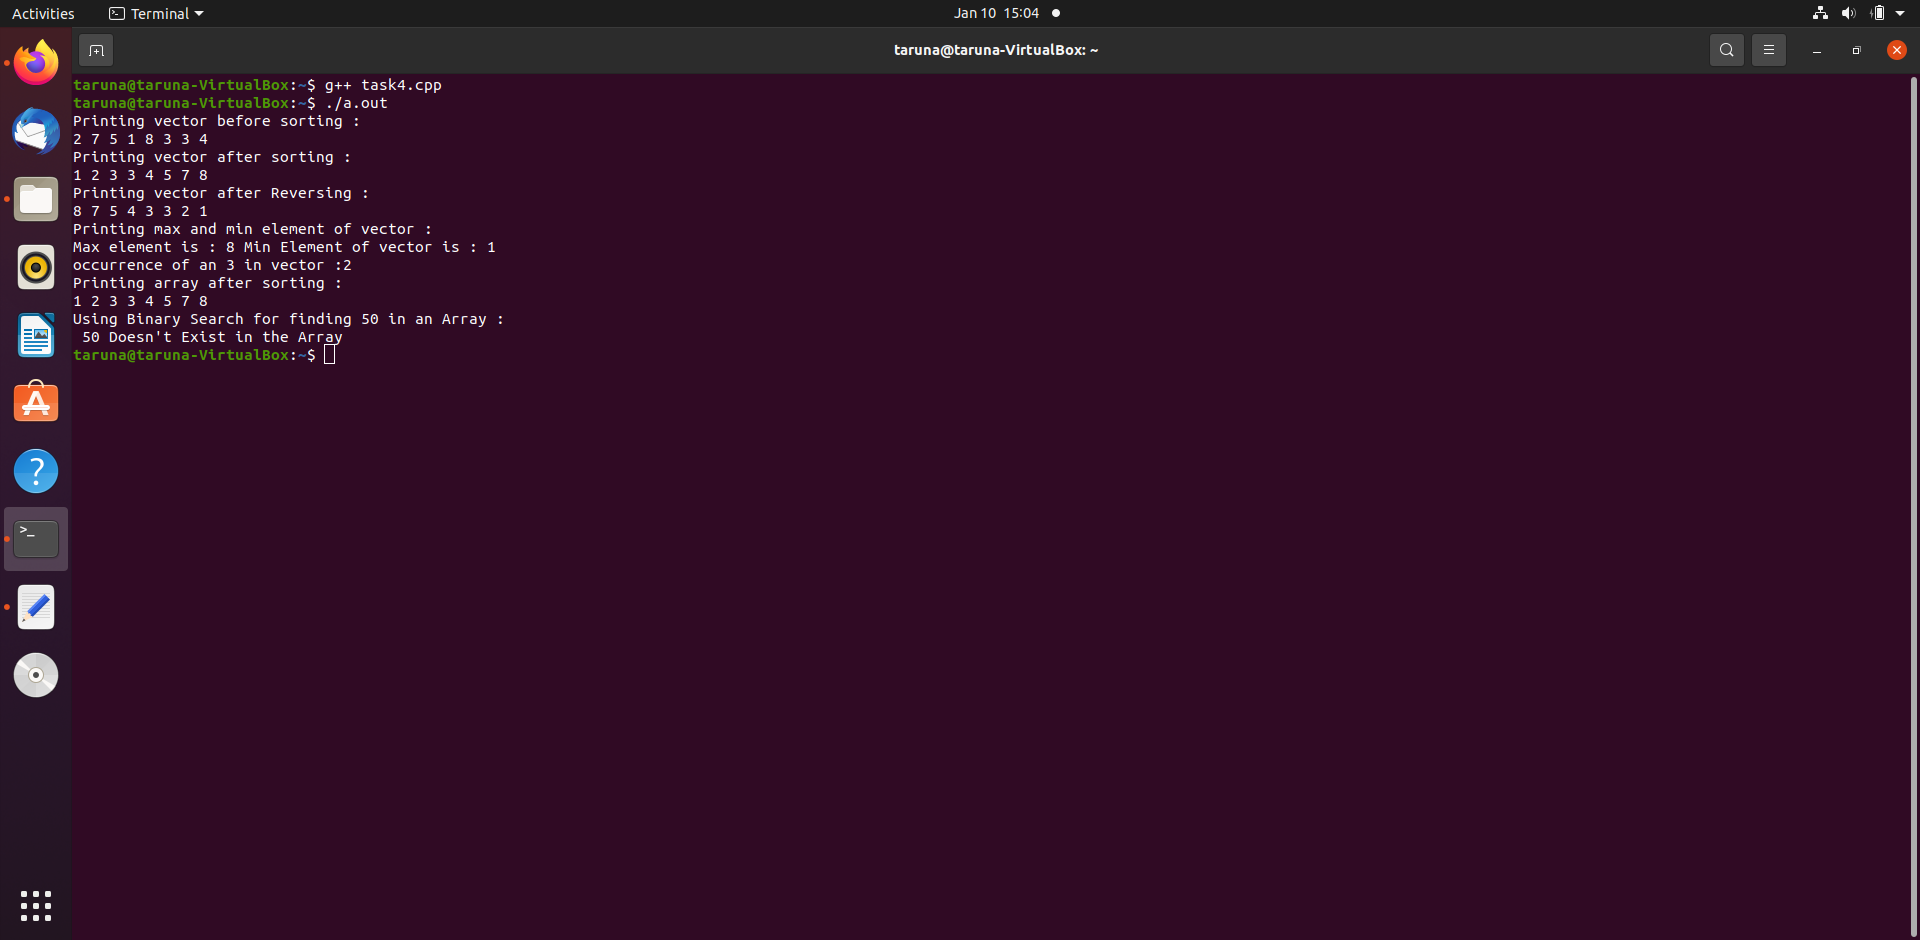 Activities Terminal Jan 10 15:04
taruna@taruna-VirtualBox: ~
taruna@taruna-VirtualBox:~$ g++ task4.cpp
taruna@taruna-VirtualBox:~$ ./a.out
Printing vector before sorting :
2 7 5 1 8 3 3 4
Printing vector after sorting :
1 2 3 3 4 5 7 8
Printing vector after Reversing :
8 7 5 4 3 3 2 1
Printing max and min element of vector :
Max element is : 8 Min Element of vector is : 1
occurrence of an 3 in vector :2
Printing array after sorting :
1 2 3 3 4 5 7 8
Using Binary Search for finding 50 in an Array :
 50 Doesn't Exist in the Array
taruna@taruna-VirtualBox:~$